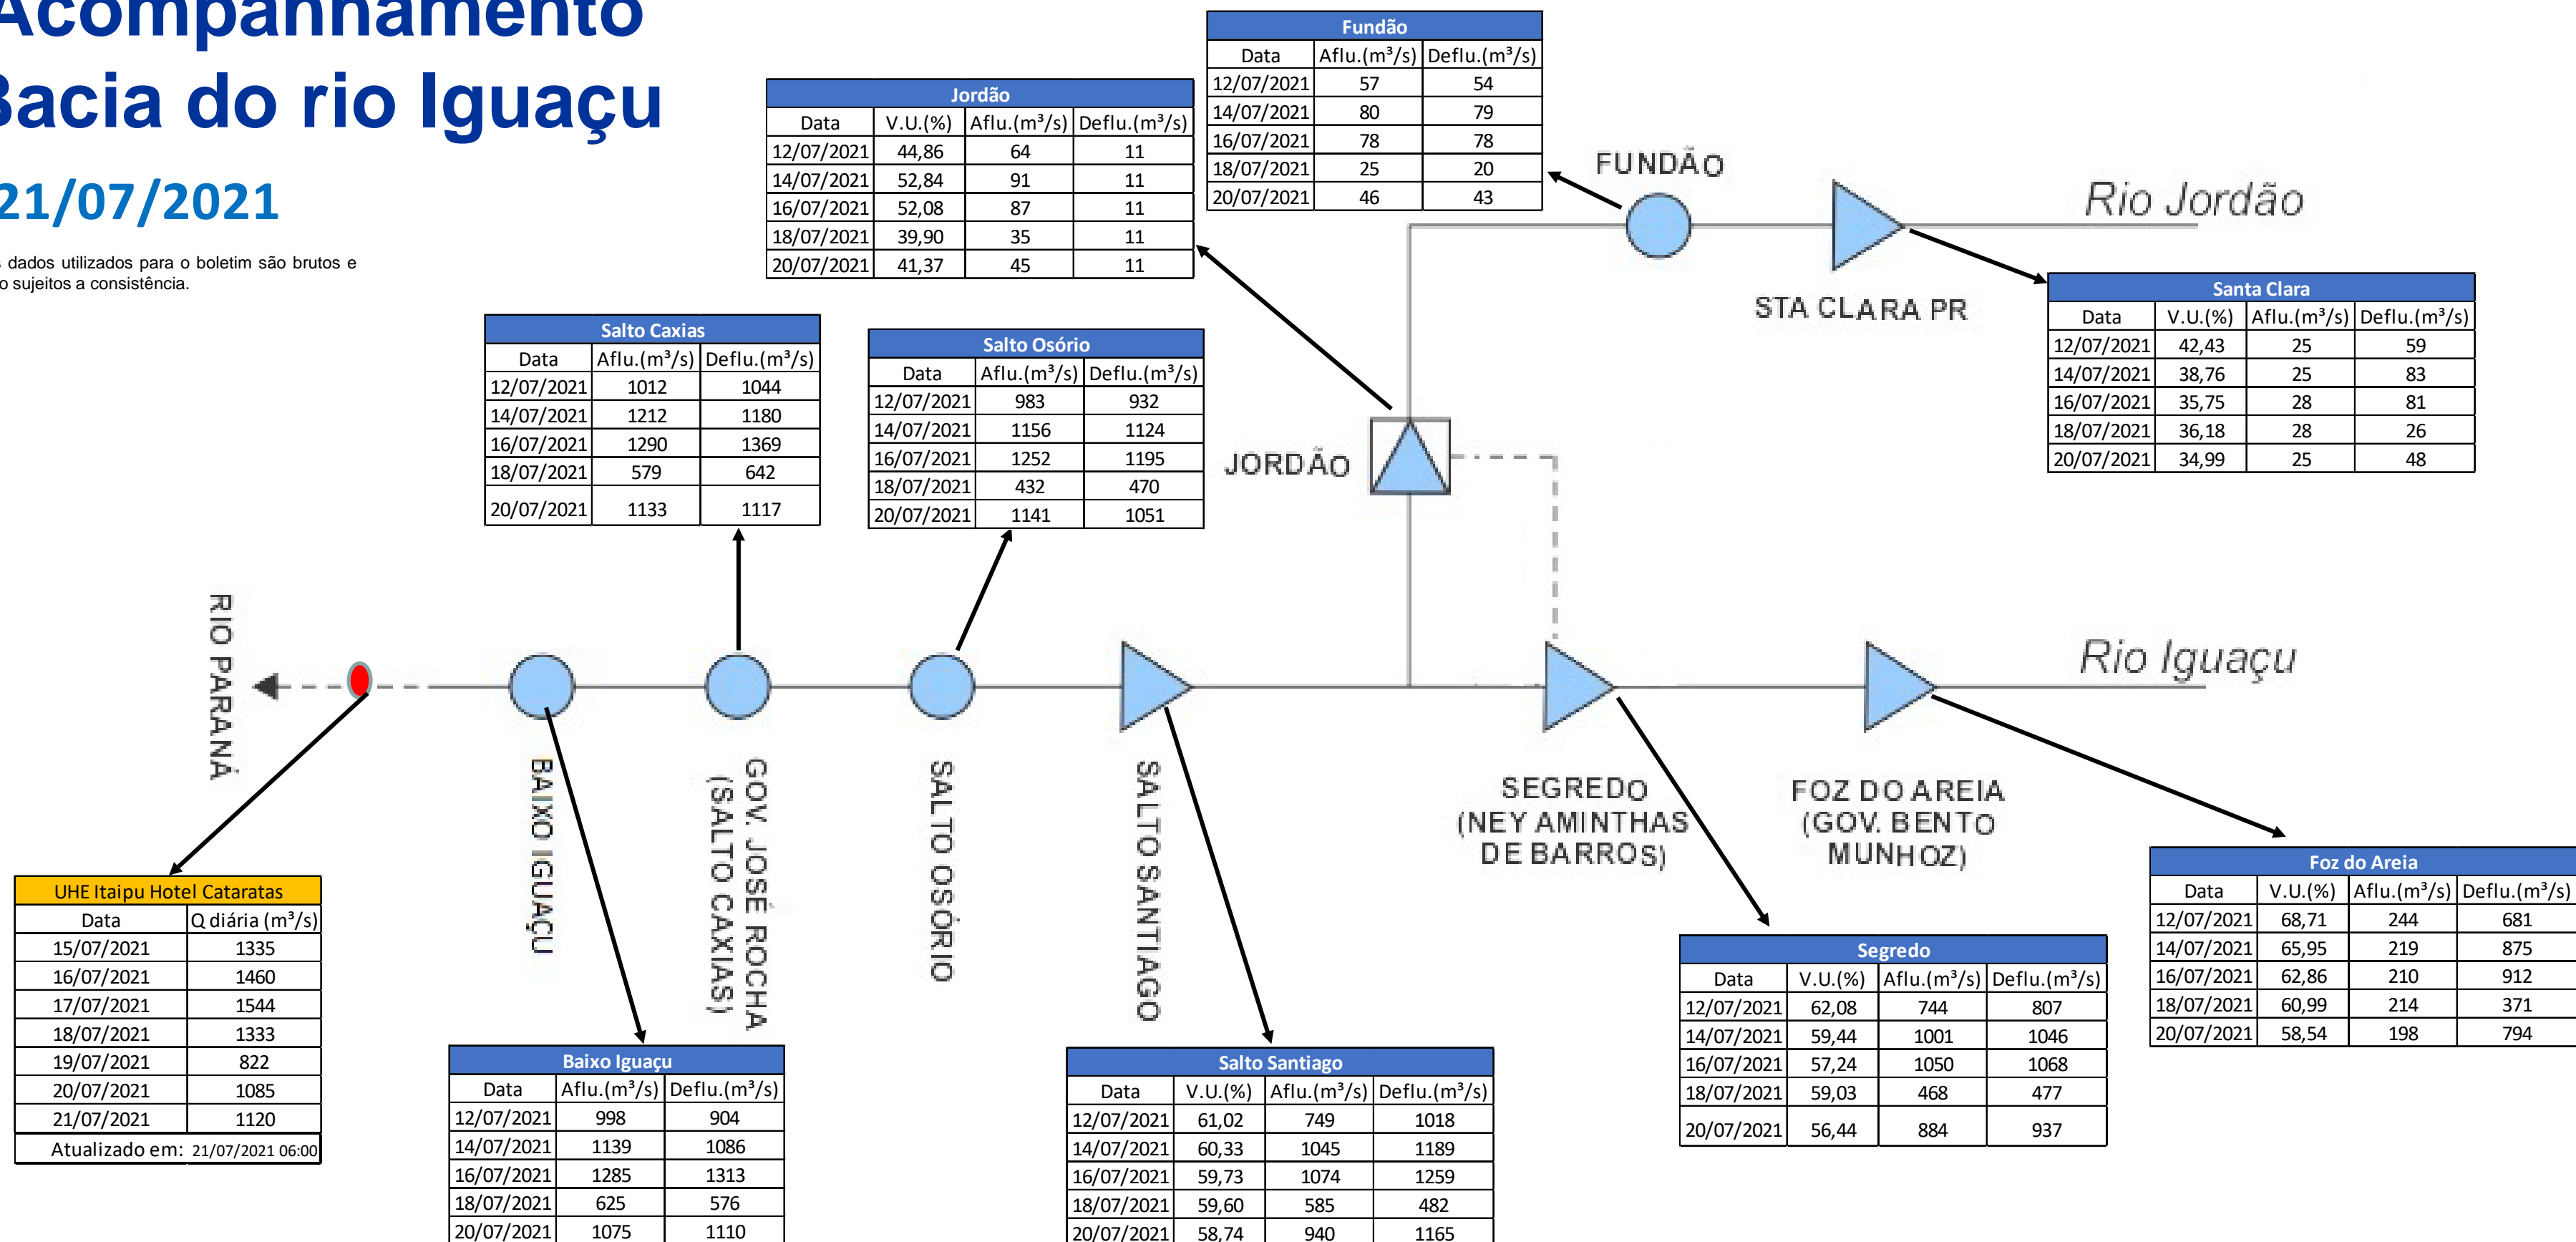 Acompanhamento
Bacia do rio Iguaçu
21/07/2021
s dados utilizados para o boletim são brutos e
o sujeitos a consistência.
Fundão
Data Aflu.(m³/s) Deflu.(m³/s)
12/07/2021 57 54
14/07/2021 80 79
16/07/2021 78 78
18/07/2021 25 20
20/07/2021 46 43
Jordão
Data V.U.(%) Aflu.(m³/s) Deflu.(m³/s)
12/07/2021 44,86 64 11
14/07/2021 52,84 91 11
16/07/2021 52,08 87 11
18/07/2021 39,90 35 11
20/07/2021 41,37 45 11
FUNDÃO
Rio Jordão
STA CLARA PR
Santa Clara
Data V.U.(%) Aflu.(m³/s) Deflu.(m³/s)
12/07/2021 42,43 25 59
14/07/2021 38,76 25 83
16/07/2021 35,75 28 81
18/07/2021 36,18 28 26
20/07/2021 34,99 25 48
Salto Caxias
Data Aflu.(m³/s) Deflu.(m³/s)
12/07/2021 1012 1044
14/07/2021 1212 1180
16/07/2021 1290 1369
18/07/2021 579 642
20/07/2021 1133 1117
Salto Osório
Data Aflu.(m³/s) Deflu.(m³/s)
12/07/2021 983 932
14/07/2021 1156 1124
16/07/2021 1252 1195
18/07/2021 432 470
20/07/2021 1141 1051
JORDÃO
RIO PARANÁ
Rio Iguaçu
BAIXO IGUAÇU
GOV. JOSÉ ROCHA
(SALTO CAXIAS)
SALTO OSÓRIO
SALTO SANTIAGO
SEGREDO
(NEY AMINTHAS
DE BARROS)
FOZ DO AREIA
(GOV. BENTO
MUNHOZ)
UHE Itaipu Hotel Cataratas
Data Q diária (m³/s)
15/07/2021 1335
16/07/2021 1460
17/07/2021 1544
18/07/2021 1333
19/07/2021 822
20/07/2021 1085
21/07/2021 1120
Atualizado em: 21/07/2021 06:00
Baixo Iguaçu
Data Aflu.(m³/s) Deflu.(m³/s)
12/07/2021 998 904
14/07/2021 1139 1086
16/07/2021 1285 1313
18/07/2021 625 576
20/07/2021 1075 1110
Salto Santiago
Data V.U.(%) Aflu.(m³/s) Deflu.(m³/s)
12/07/2021 61,02 749 1018
14/07/2021 60,33 1045 1189
16/07/2021 59,73 1074 1259
18/07/2021 59,60 585 482
20/07/2021 58,74 940 1165
Segredo
Data V.U.(%) Aflu.(m³/s) Deflu.(m³/s)
12/07/2021 62,08 744 807
14/07/2021 59,44 1001 1046
16/07/2021 57,24 1050 1068
18/07/2021 59,03 468 477
20/07/2021 56,44 884 937
Foz do Areia
Data V.U.(%) Aflu.(m³/s) Deflu.(m³/s)
12/07/2021 68,71 244 681
14/07/2021 65,95 219 875
16/07/2021 62,86 210 912
18/07/2021 60,99 214 371
20/07/2021 58,54 198 794